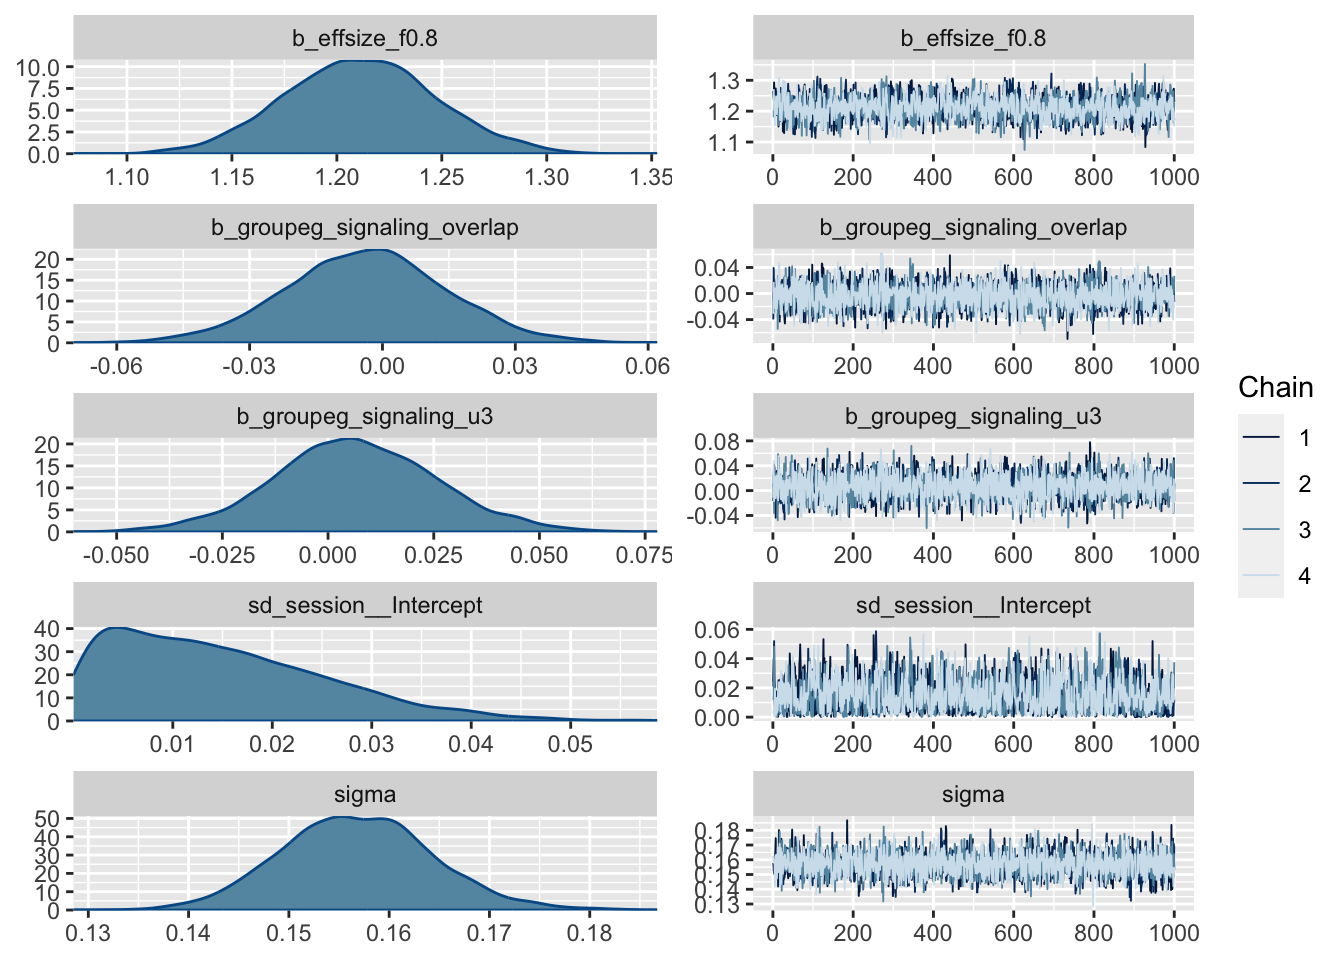 b_effsize_f0.8
10.0
7.5
5.0
2.5
0.0
1.10 1.15 1.20 1.25 1.30 1.35
b_effsize_f0.8
1.3
1.2
1.1
0 200 400 600 800 1000
b_groupeg_signaling_overlap
20
15
10
5
0
-0.06 -0.03 0.00 0.03 0.06
b_groupeg_signaling_overlap
0.04
0.00
-0.04
0 200 400 600 800 1000
b_groupeg_signaling_u3
20
15
10
5
0
-0.050 -0.025 0.000 0.025 0.050 0.075
b_groupeg_signaling_u3
0.08
0.04
0.00
-0.04
0 200 400 600 800 1000
sd_session__Intercept
40
30
20
10
0
0.01 0.02 0.03 0.04 0.05
sd_session__Intercept
0.06
0.04
0.02
0.00
0 200 400 600 800 1000
sigma
50
40
30
20
10
0
0.13 0.14 0.15 0.16 0.17 0.18
sigma
0.18
0.17
0.16
0.15
0.14
0.13
0 200 400 600 800 1000
Chain
1
2
3
4